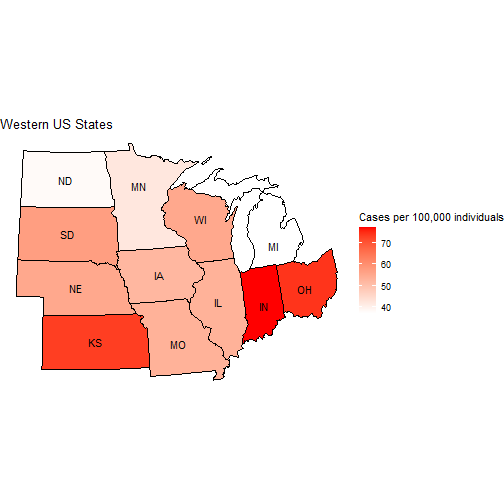 Western US States
ND
MN
WI
SD
MI
IA
NE
IL
IN
OH
KS
MO
Cases per 100,000 individuals
70
60
50
40